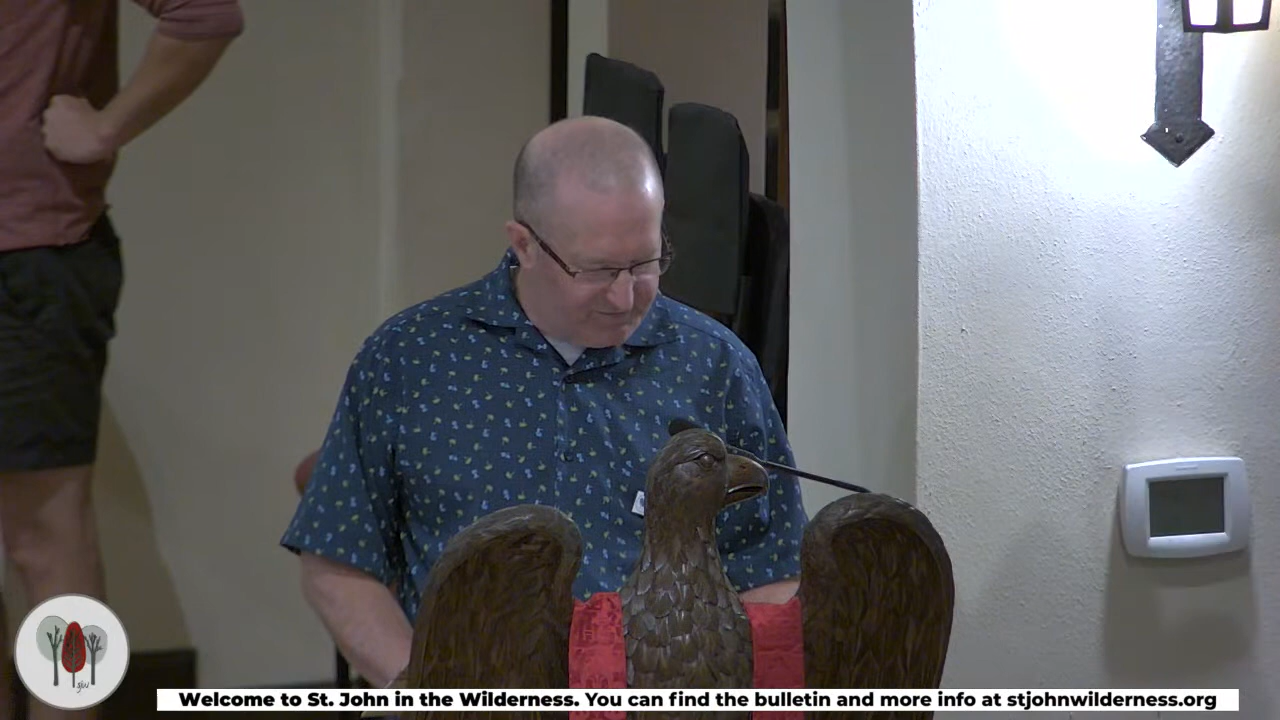 Welcome to St. John in the Wilderness. You can find the bulletin and more info at stjohnwilderness.org